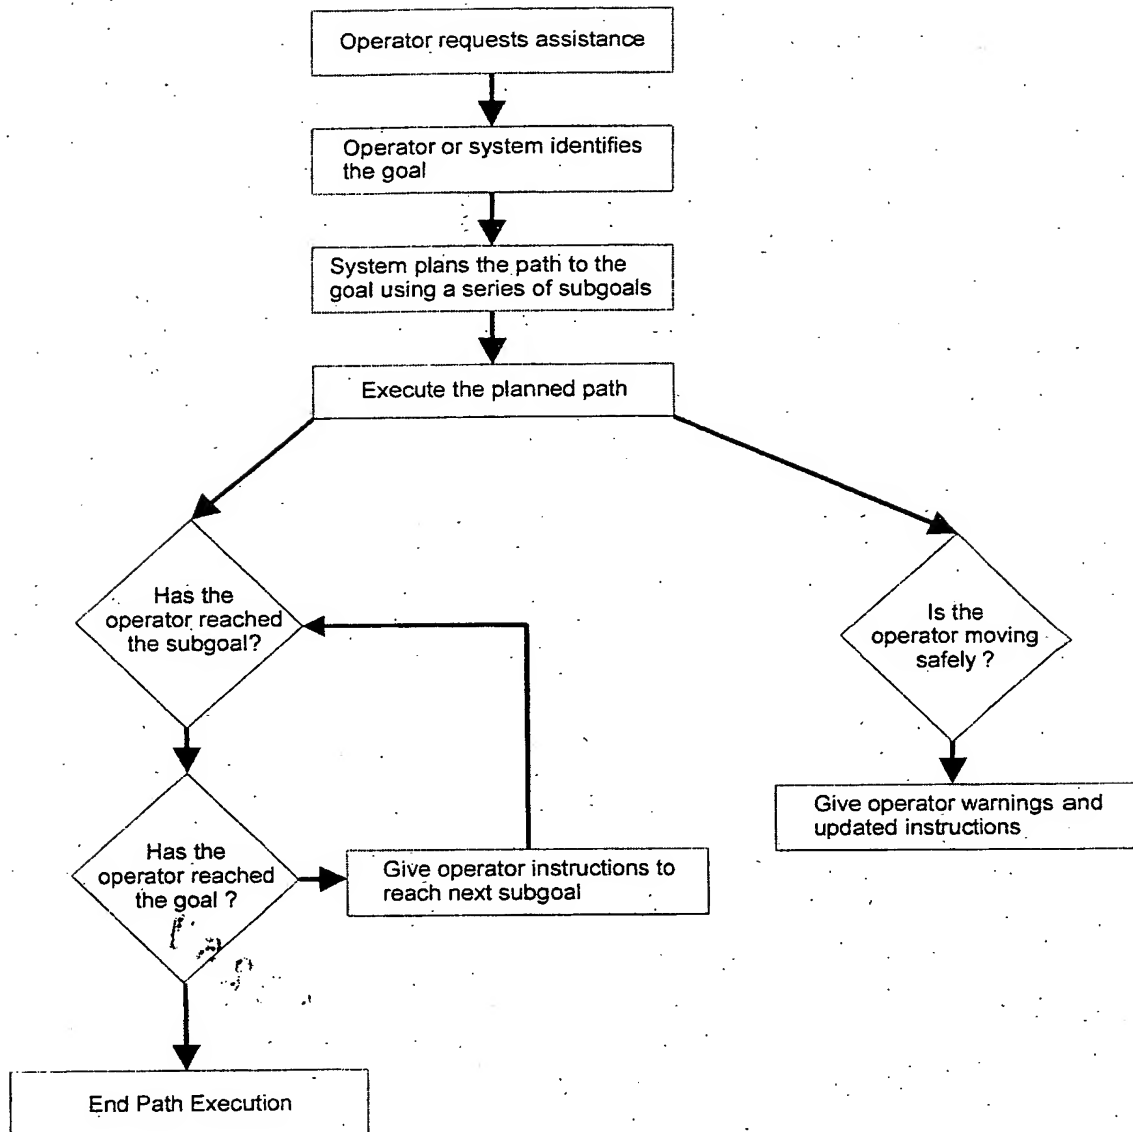 Operator requests assistance
Operator or system identifies
the goal
System plans the path to the
goal using a series of subgoals
Execute the planned path
Has the
operator reached
the subgoal?
Is the
operator moving
safely ?
Give operator warnings and
updated instructions
Has the
operator reached
the goal ?
Give operator instructions to
reach next subgoal
End Path Execution